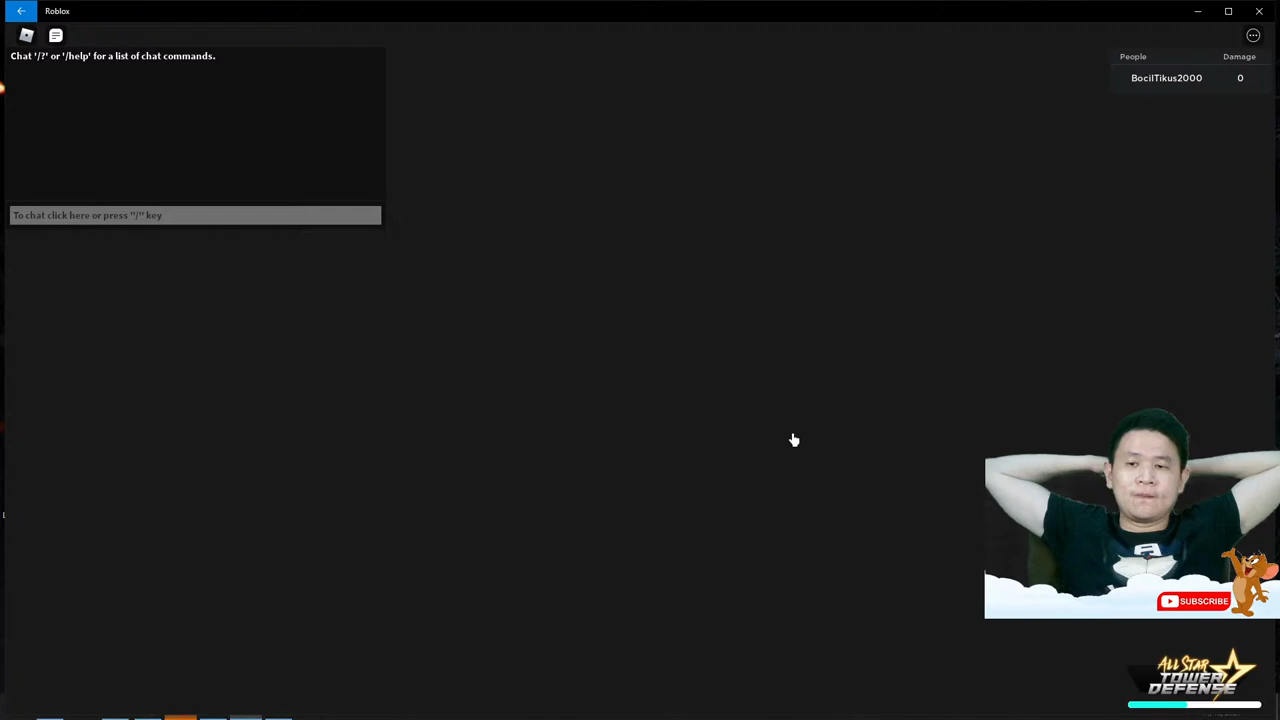 Roblox
Chat '/?' or '/help' for a list of chat commands.
People Damage
BocilTikus2000 0
To chat click here or press "/" key
SUBSCRIBE
ALL STAR
TOWER
DEFENSE